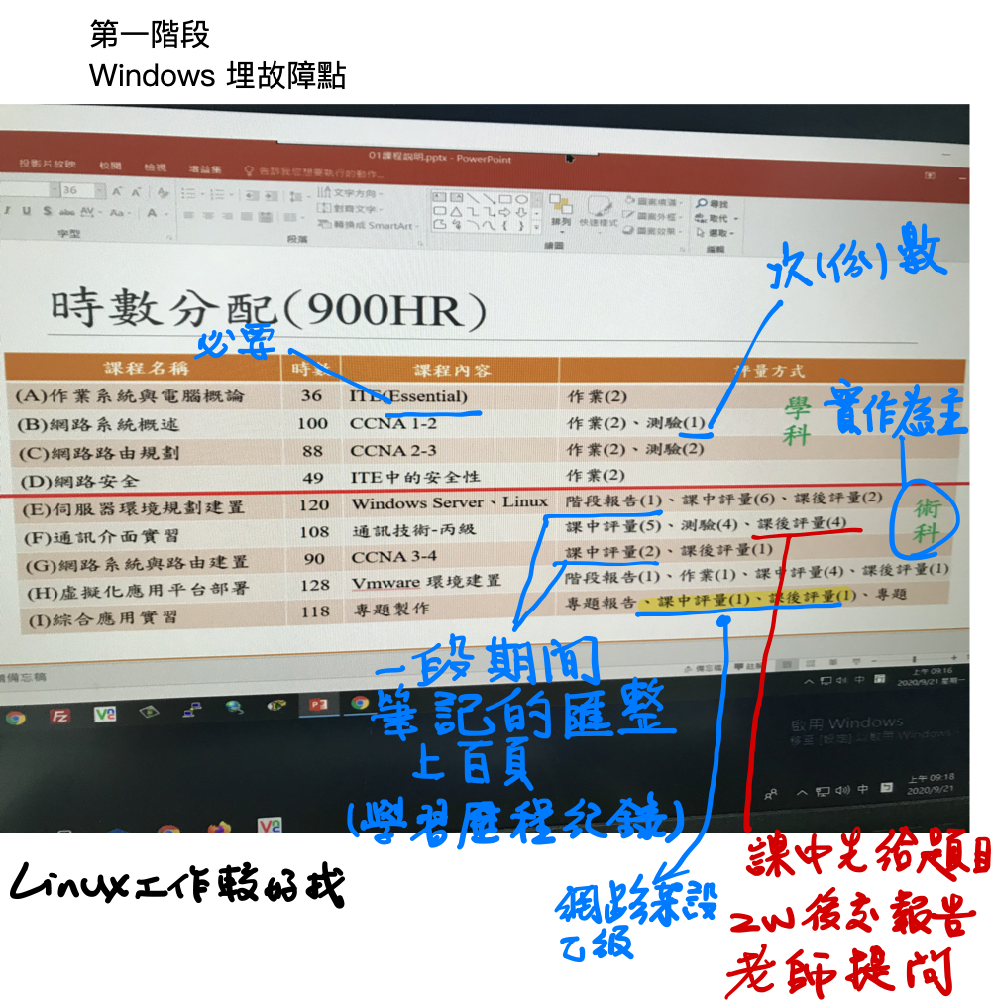 第一階段
Windows 埋故障點
01課程說明.pptx - PowerPoint
投影片放映 校閱 檢視 增益集 告訴我您想要執行的動作...
36
文字方向
對齊文字
轉換成 SmartArt
排列
快速樣式
圖案填滿
圖案外框
圖案效果
尋找
取代
選取
字型 段落 繪圖 編輯
次(份)數
時數分配(900HR)
必要
課程名稱 時數 課程內容 評量方式
(A)作業系統與電腦概論 36 ITE(Essential) 作業(2)
(B)網路系統概述 100 CCNA 1-2 作業(2)、測驗(1)
(C)網路路由規劃 88 CCNA 2-3 作業(2)、測驗(2)
(D)網路安全 49 ITE中的安全性 作業(2)
學科
實作為主
(E)伺服器環境規劃建置 120 Windows Server、Linux 階段報告(1)、課中評量(6)、課後評量(2)
(F)通訊介面實習 108 通訊技術-丙級 課中評量(5)、測驗(4)、課後評量(4)
(G)網路系統與路由建置 90 CCNA 3-4 課中評量(2)、課後評量(1)
(H)虛擬化應用平台部署 128 Vmware 環境建置 階段報告(1)、作業(1)、課中評量(4)、課後評量(1)
(I)綜合應用實習 118 專題製作 專題報告、課中評量(1)、課後評量(1)、專題
術科
一段期间
筆記的匯整
上百頁
(學習歷程紀錄)
備忘稿
上午 09:16
2020/9/21 星期一
啟用 Windows
移至 [設定] 以啟用 Windows。
中
上午 09:18
2020/9/21
Linux工作較好找
網路架設
乙級
課中先給題目
2W後交報告
老師提問